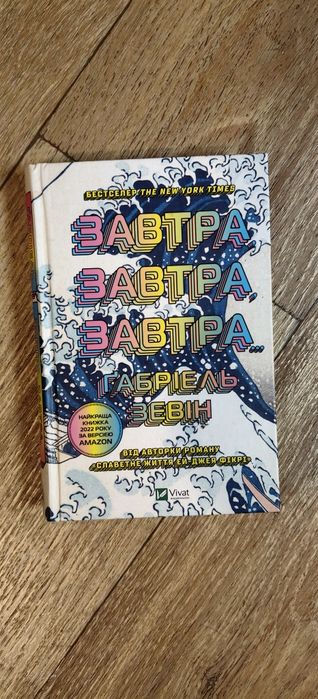 БЕСТСЕЛЕР THE NEW YORK TIMES
ЗАВТРА,
ЗАВТРА,
ЗАВТРА...
ҐАБРІЕЛЬ
ЗЕВІН
НАЙКРАЩА
КНИЖКА
2022 РОКУ
ЗА ВЕРСІЄЮ
AMAZON
ВІД АВТОРКИ РОМАНУ
«СЛАВЕТНЕ ЖИТТЯ ЕЙ-ДЖЕЯ ФІКРІ»
Vivat